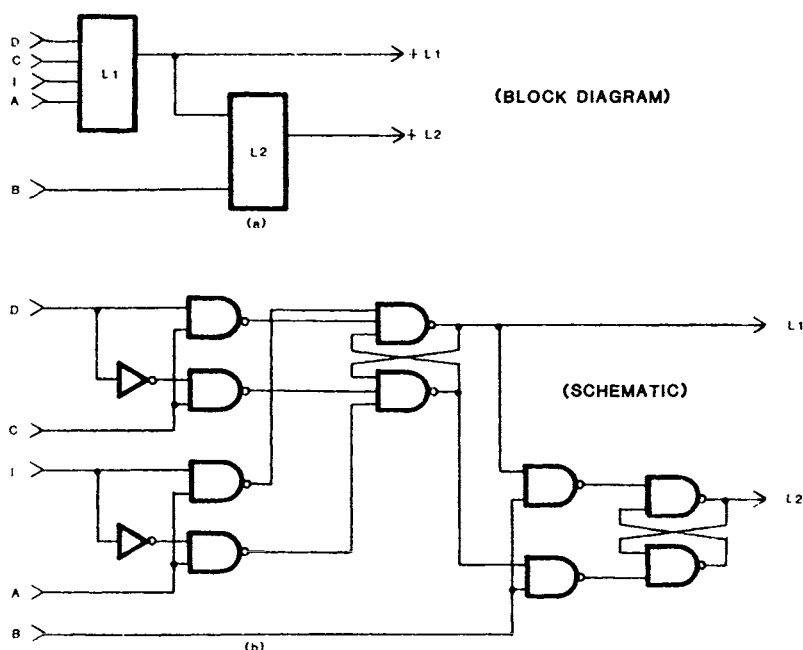 D
C
I
A
L1
+ L1
(BLOCK DIAGRAM)
L2
+ L2
B
(a)
D
L1
(SCHEMATIC)
C
I
L2
A
B
(b)